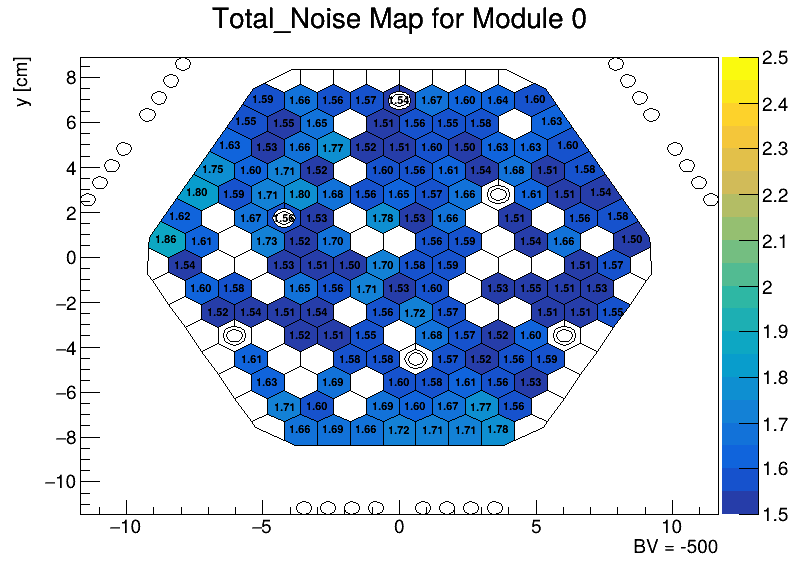 Total_Noise Map for Module 0
y [cm]
8
6
4
2
0
−2
−4
−6
−8
−10
1.59 1.66 1.56 1.57 1.54 1.67 1.60 1.64 1.60
1.55 1.55 1.65 1.51 1.56 1.55 1.58 1.63
1.63 1.53 1.66 1.77 1.52 1.51 1.60 1.50 1.63 1.63 1.60
1.75 1.60 1.71 1.52 1.60 1.56 1.61 1.54 1.68 1.51 1.58
1.80 1.59 1.71 1.80 1.68 1.56 1.55 1.57 1.66 1.61 1.51 1.54
1.62 1.67 1.56 1.53 1.78 1.53 1.66 1.51 1.56 1.58
1.86 1.61 1.73 1.52 1.70 1.56 1.59 1.54 1.66 1.50
1.54 1.53 1.51 1.50 1.70 1.58 1.59 1.51 1.57
1.60 1.58 1.65 1.56 1.71 1.53 1.60 1.53 1.55 1.51 1.53
1.52 1.54 1.51 1.54 1.56 1.72 1.57 1.52 1.51 1.51 1.55
1.52 1.51 1.55 1.68 1.57 1.53 1.55
1.61 1.58 1.58 1.57 1.52 1.56 1.59
1.63 1.69 1.60 1.58 1.61 1.56 1.53
1.71 1.60 1.69 1.60 1.67 1.77 1.56
1.66 1.69 1.66 1.72 1.71 1.71 1.78
−10 −5 0 5 10
BV = -500
2.5
2.4
2.3
2.2
2.1
2
1.9
1.8
1.7
1.6
1.5